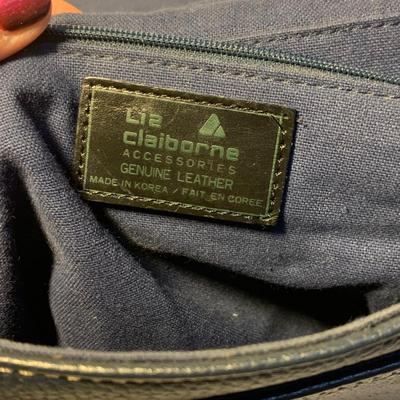 Liz
claiborne
ACCESSORIES
GENUINE LEATHER
MADE IN KOREA / FAIT EN COREE